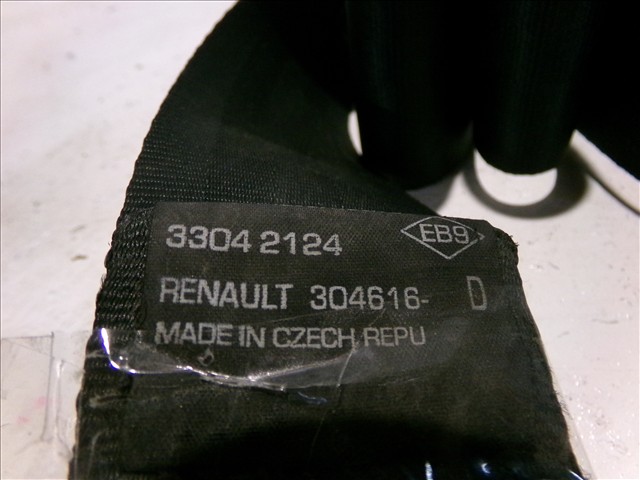 3304 2124 EB9
RENAULT 304616- D
MADE IN CZECH REPU